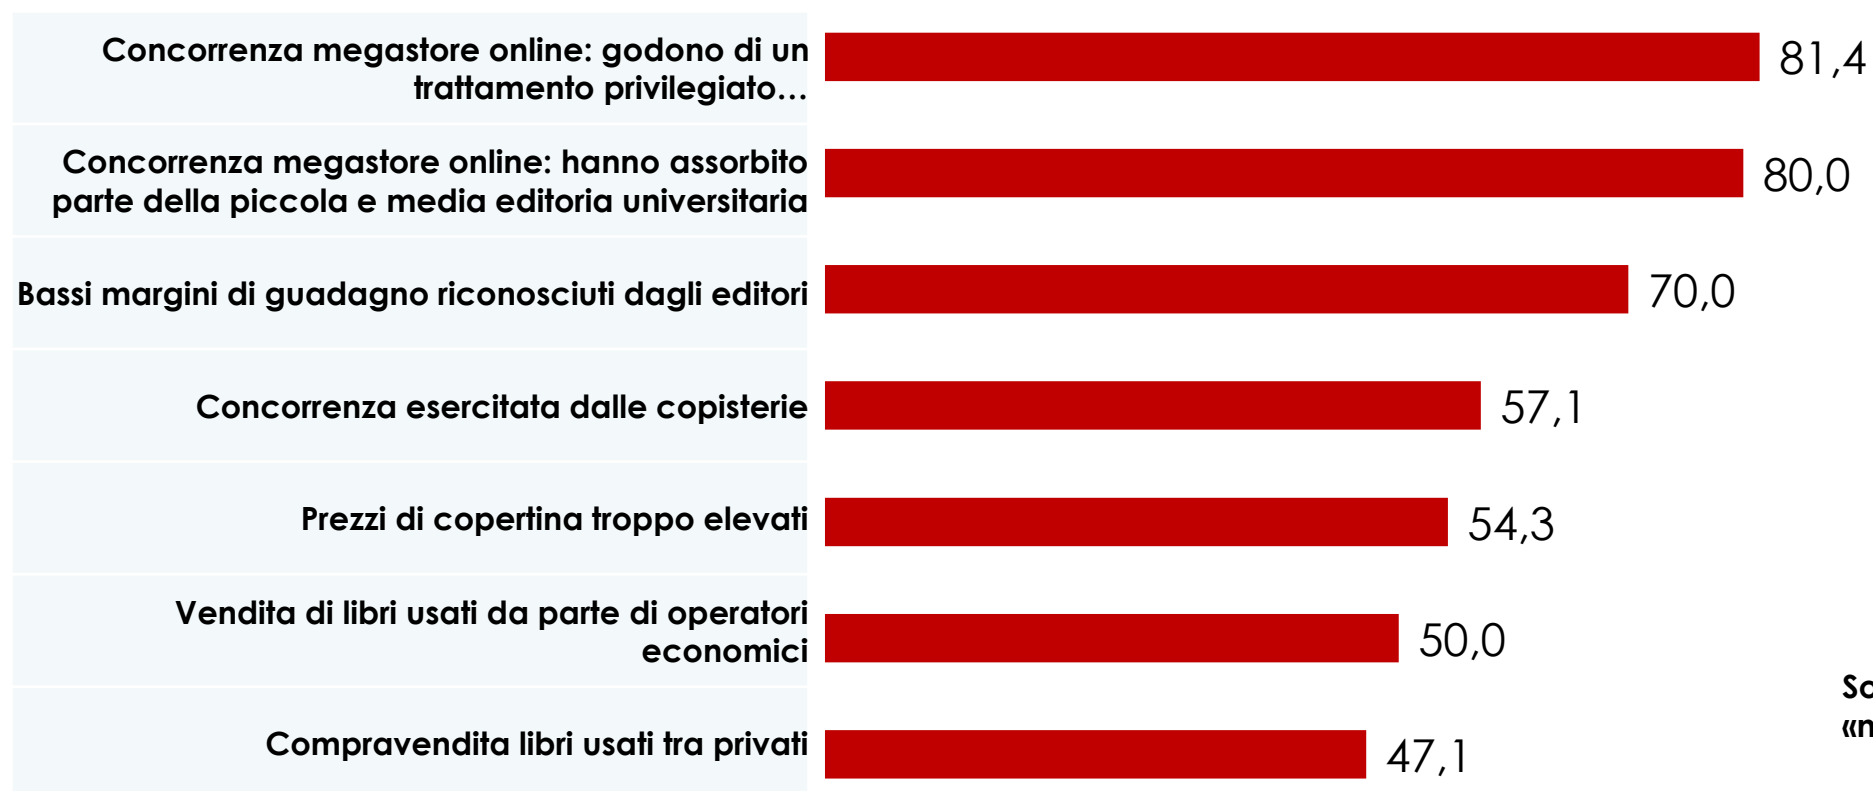 Concorrenza megastore online: godono di un
trattamento privilegiato…
81,4
Concorrenza megastore online: hanno assorbito
parte della piccola e media editoria universitaria
80,0
Bassi margini di guadagno riconosciuti dagli editori
70,0
Concorrenza esercitata dalle copisterie
57,1
Prezzi di copertina troppo elevati
54,3
Vendita di libri usati da parte di operatori
economici
50,0
Compravendita libri usati tra privati
47,1